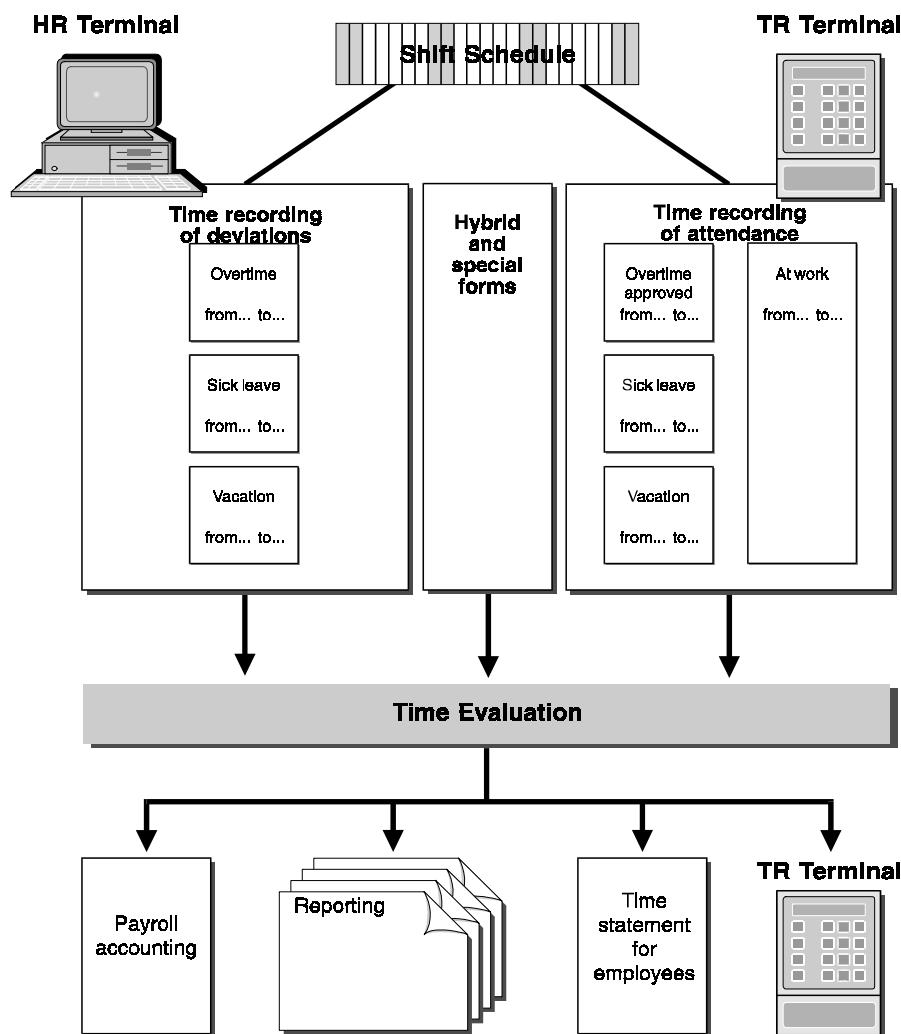 HR Terminal
Shift Schedule
TR Terminal
Time recording
of deviations
Overtime
from... to...
Sick leave
from... to...
Vacation
from... to...
Hybrid
and
special
forms
Time recording
of attendance
Overtime
approved
from... to...
Sick leave
from... to...
Vacation
from... to...
At work
from... to...
Time Evaluation
Payroll
accounting
Reporting
Time
statement
for
employees
TR Terminal